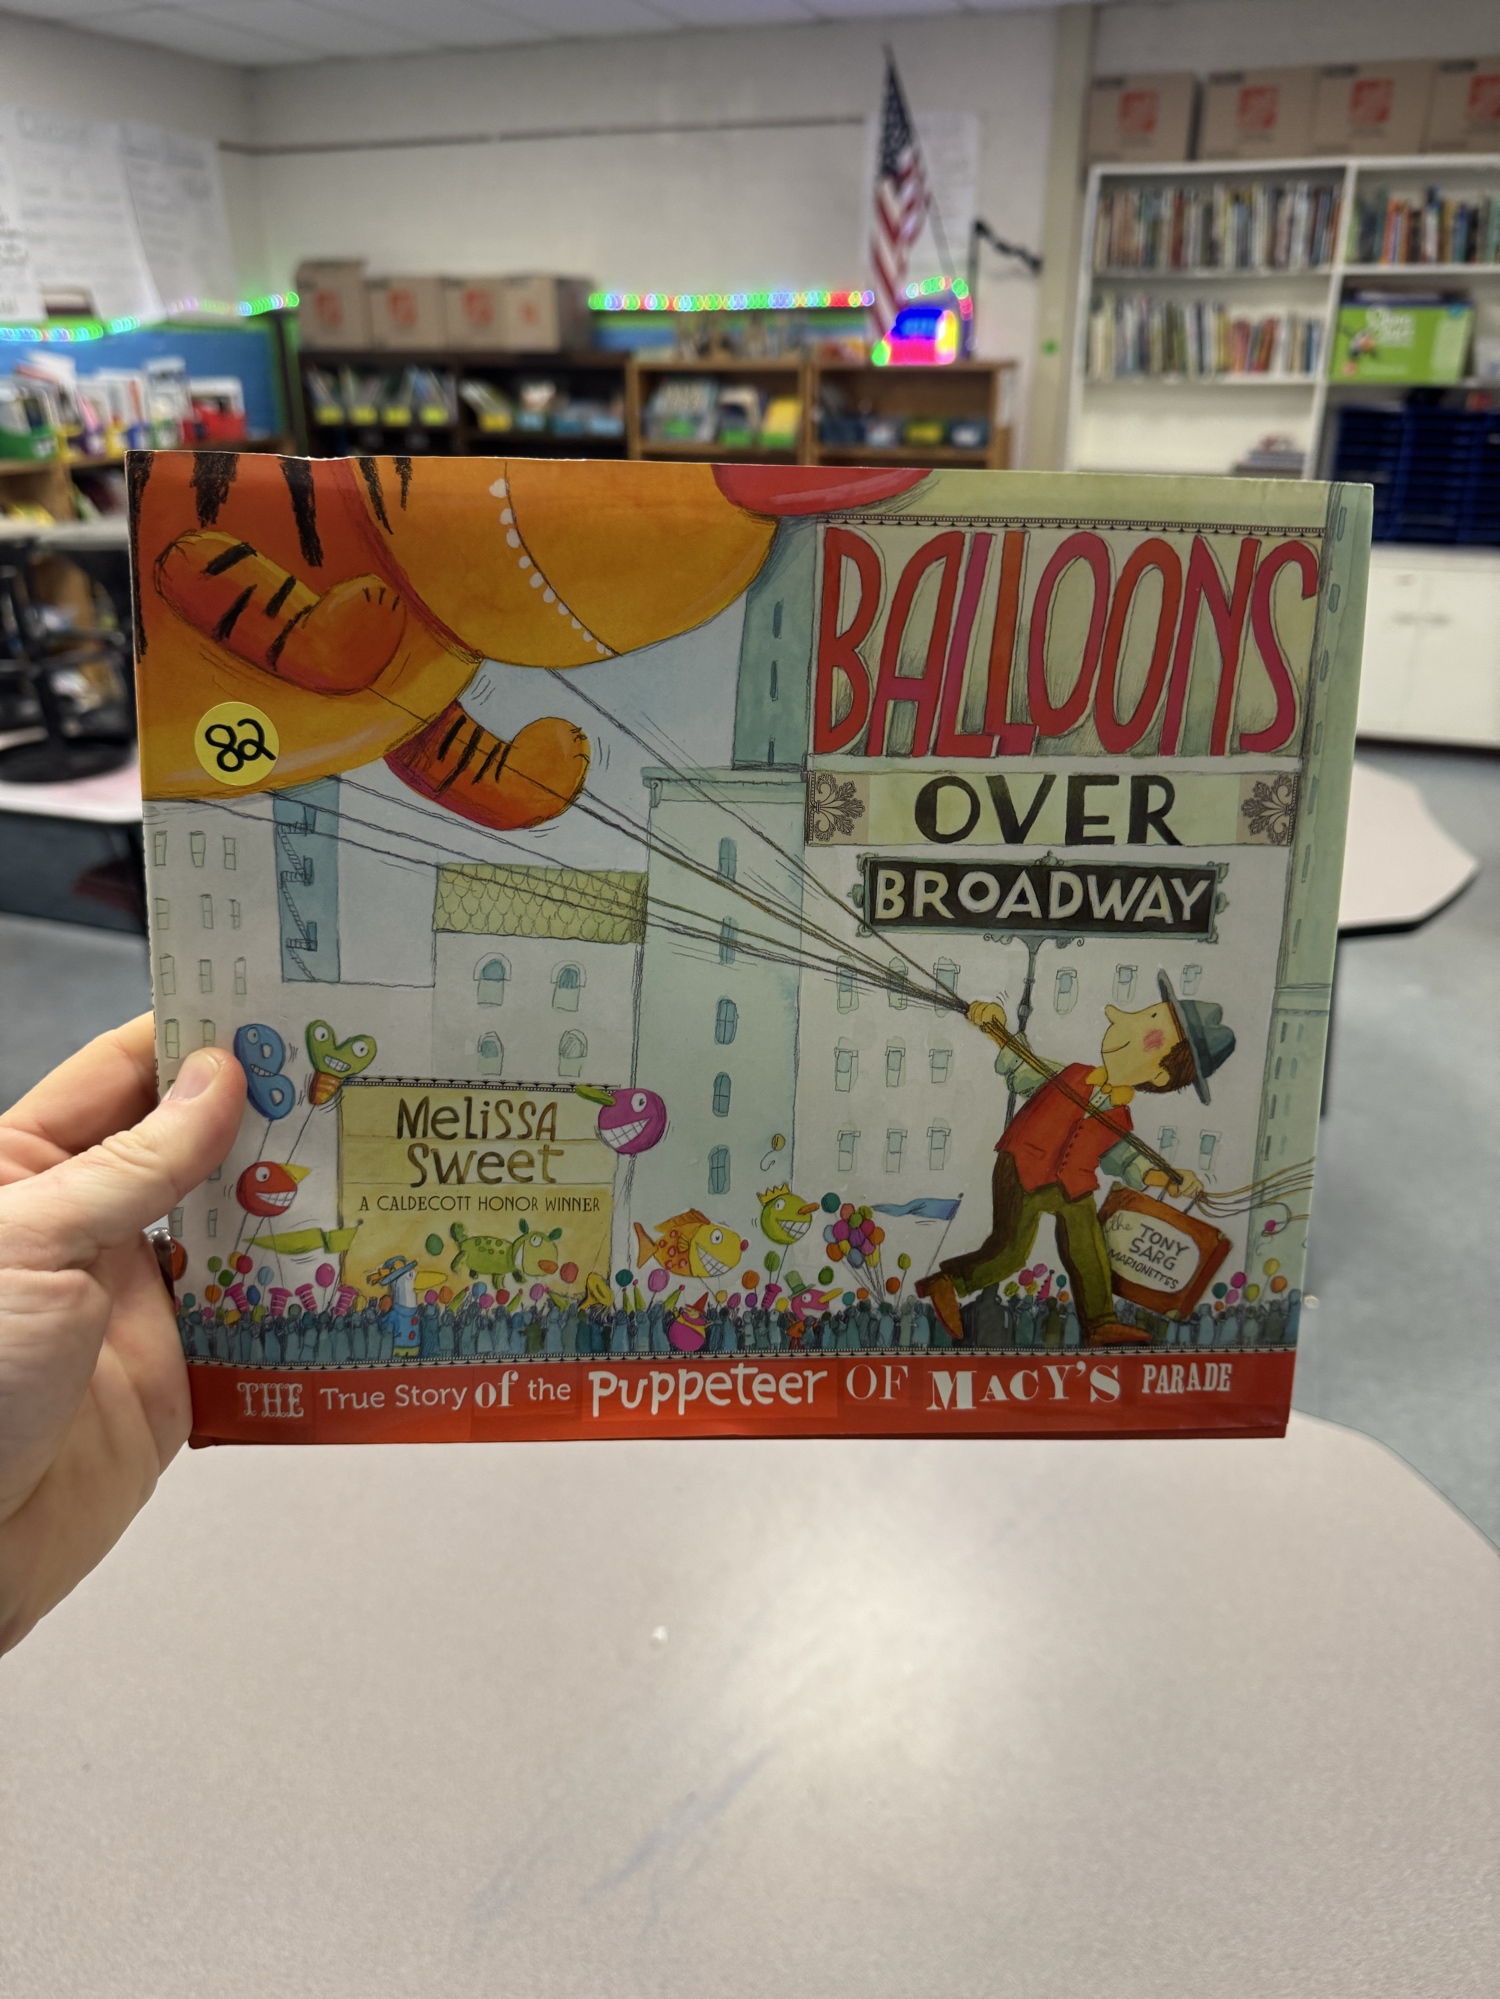 BALLOONS
OVER
BROADWAY
82
BY
Melissa
Sweet
A CALDECOTT HONOR WINNER
the
TONY
SARG
MARIONETTES
THE True Story of the Puppeteer OF MACY'S PARADE